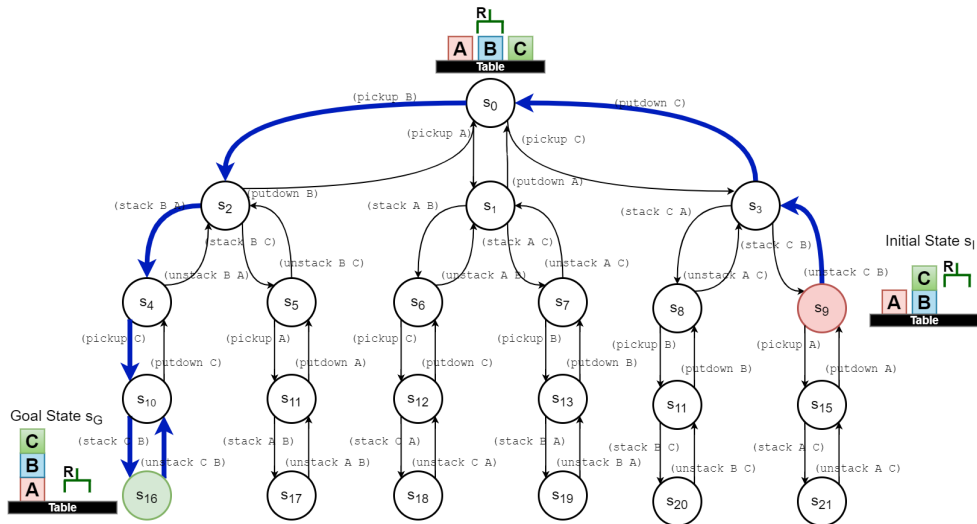 R
A B C
Table
(pickup B)
s0
(putdown C)
(pickup A)
(pickup C)
(putdown A)
(putdown B)
s2
s1
s3
(stack B A)
(stack B C)
(stack A B)
(stack A C)
(stack C A)
(stack C B)
Initial State sI
R
C
A B
Table
(unstack B A)
(unstack B C)
(unstack A B)
(unstack A C)
(unstack A C)
(unstack C B)
s4
s5
s6
s7
s8
s9
(pickup C)
(pickup A)
(pickup C)
(pickup B)
(pickup B)
(pickup A)
(putdown C)
(putdown A)
(putdown C)
(putdown B)
(putdown B)
(putdown A)
s10
s11
s12
s13
s11
s15
Goal State sG
C
B
A
R
Table
(stack C B)
(stack A B)
(stack C A)
(stack B A)
(stack B C)
(stack A C)
(unstack C B)
(unstack A B)
(unstack C A)
(unstack B A)
(unstack B C)
(unstack A C)
s16
s17
s18
s19
s20
s21